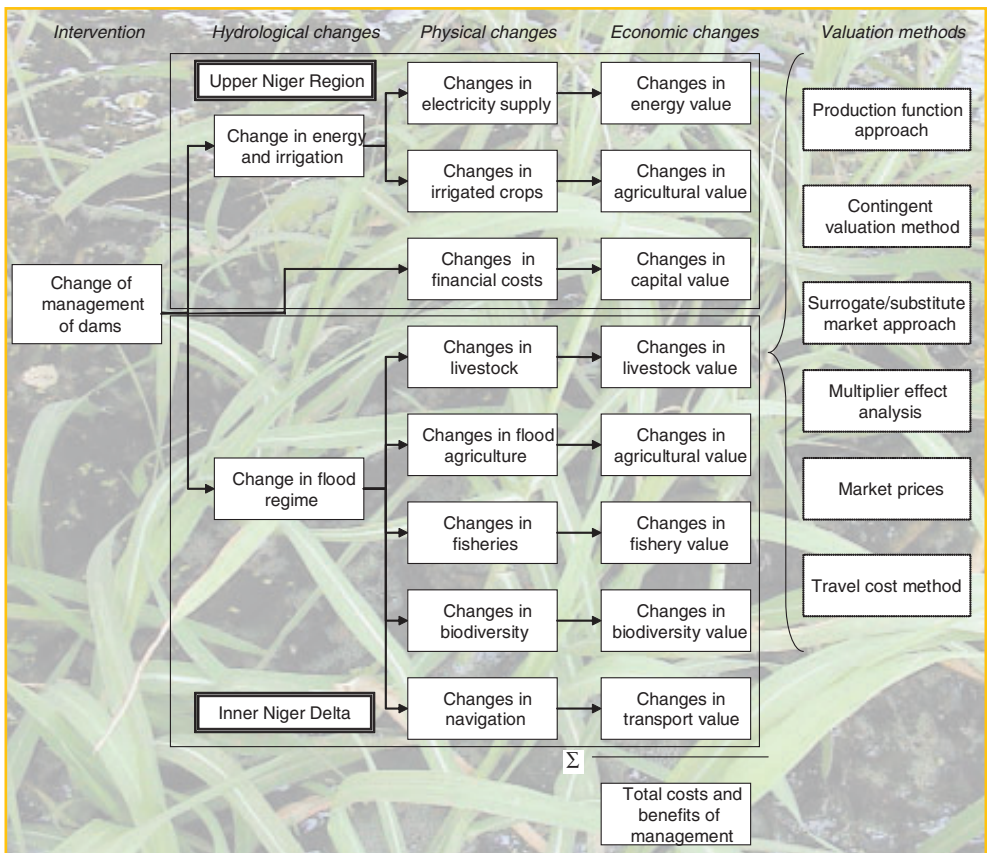 Intervention
Hydrological changes
Physical changes
Economic changes
Valuation methods
Upper Niger Region
Change in energy
and irrigation
Changes in
electricity supply
Changes in
energy value
Changes in
irrigated crops
Changes in
agricultural value
Change of
management
of dams
Changes in
financial costs
Changes in
capital value
Changes in
livestock
Changes in
livestock value
Change in flood
regime
Changes in flood
agriculture
Changes in
agricultural value
Changes in
fisheries
Changes in
fishery value
Changes in
biodiversity
Changes in
biodiversity value
Inner Niger Delta
Changes in
navigation
Changes in
transport value
Σ
Total costs and
benefits of
management
Production function
approach
Contingent
valuation method
Surrogate/substitute
market approach
Multiplier effect
analysis
Market prices
Travel cost method